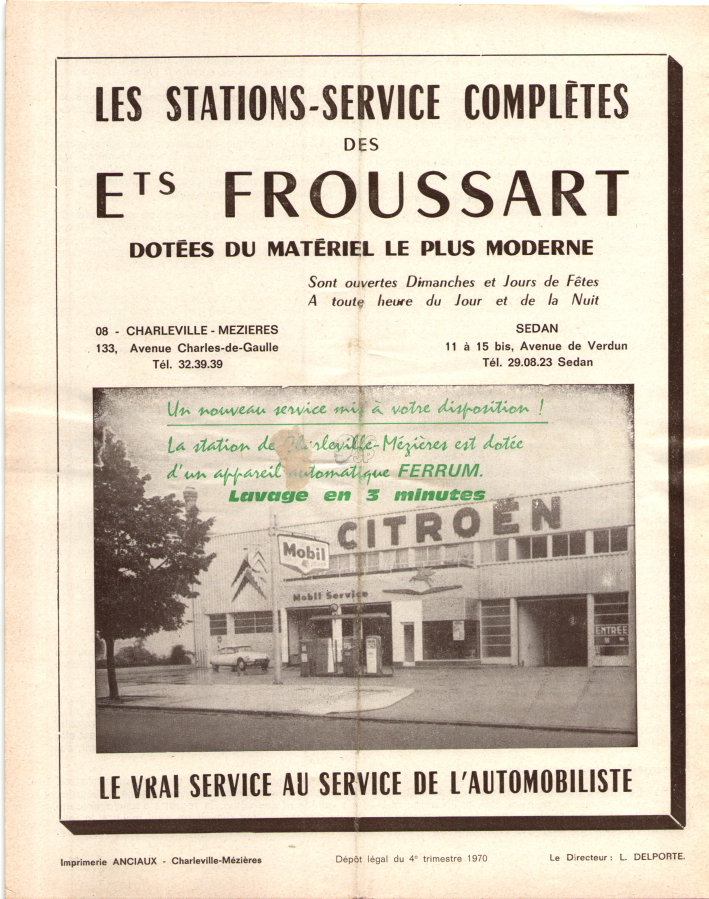 LES STATIONS-SERVICE COMPLÈTES
DES
ETS FROUSSART
DOTÉES DU MATÉRIEL LE PLUS MODERNE
Sont ouvertes Dimanches et Jours de Fêtes
A toute heure du Jour et de la Nuit
08 - CHARLEVILLE - MEZIERES
133, Avenue Charles-de-Gaulle
Tél. 32.39.39
SEDAN
11 à 15 bis, Avenue de Verdun
Tél. 29.08.23 Sedan
Un nouveau service mis à votre disposition !
La station de Charleville-Mézières est dotée
d'un appareil automatique FERRUM.
Lavage en 3 minutes
CITROËN
Mobil
Mobil Service
ENTREE
LE VRAI SERVICE AU SERVICE DE L'AUTOMOBILISTE
Imprimerie ANCIAUX - Charleville-Mézières
Dépôt légal du 4e trimestre 1970
Le Directeur : L. DELPORTE.